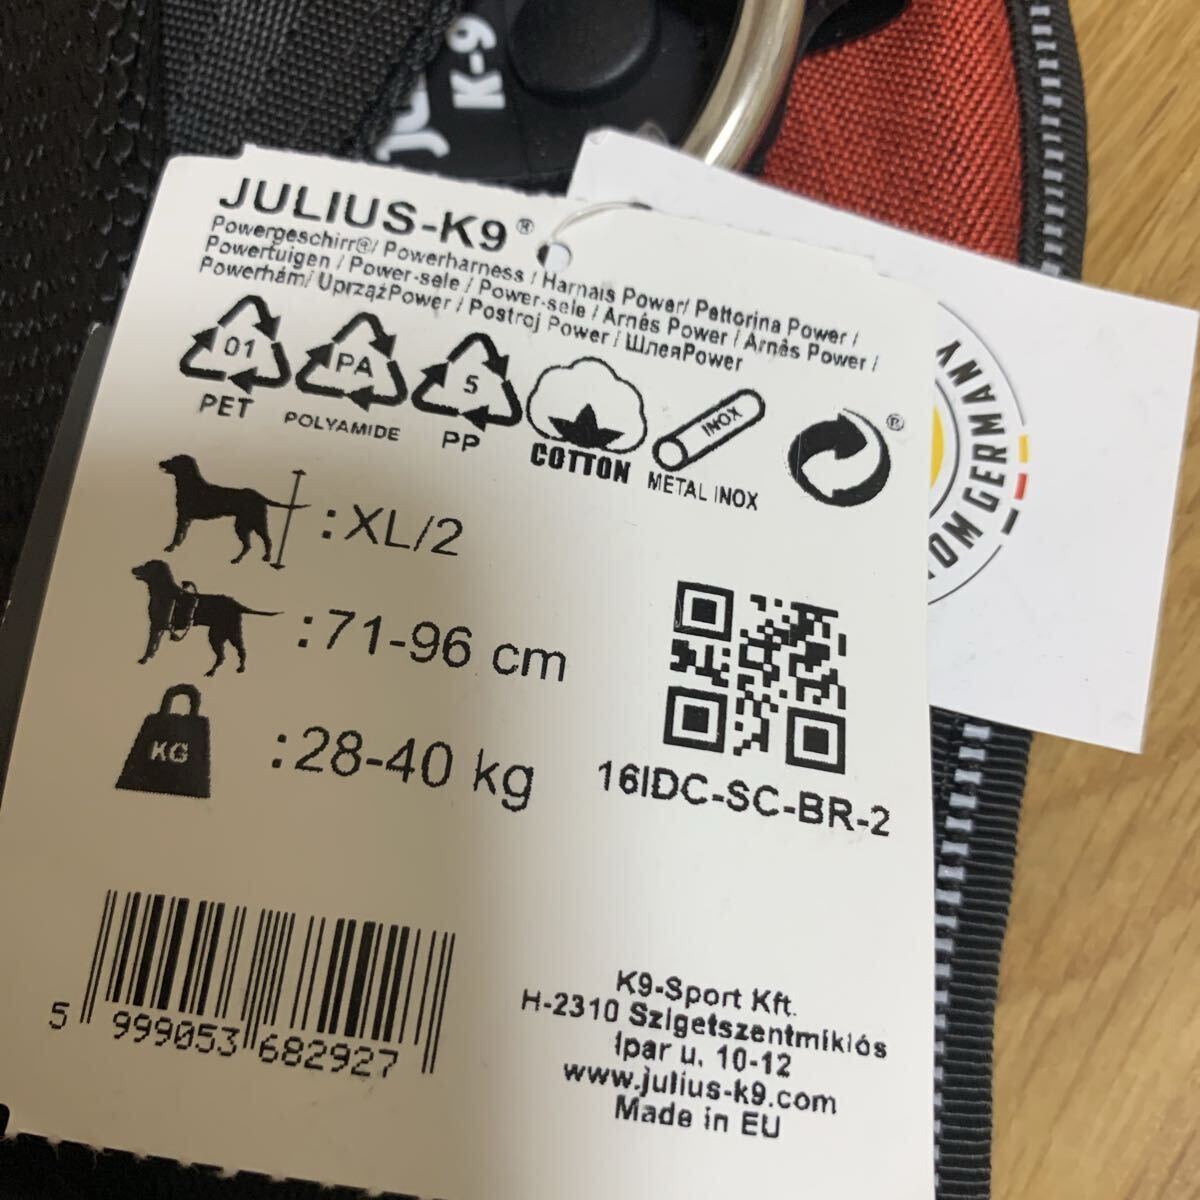 JU
K-9
JULIUS-K9®
Powergeschirr®/ Powerharness / Harnais Power/ Pettorina Power /
Powertuigen / Power-sele / Power-sele / Arnés Power / Arnês Power /
Powerhám/ UprzążPower / Postroj Power / ШлеяPower
01
PET
PA
POLYAMIDE
5
PP
COTTON
INOX
METAL INOX
®
:XL/2
:71-96 cm
KG
:28-40 kg
16IDC-SC-BR-2
5 999053 682927
K9-Sport Kft.
H-2310 Szigetszentmiklós
Ipar u. 10-12
www.julius-k9.com
Made in EU
GERMANY